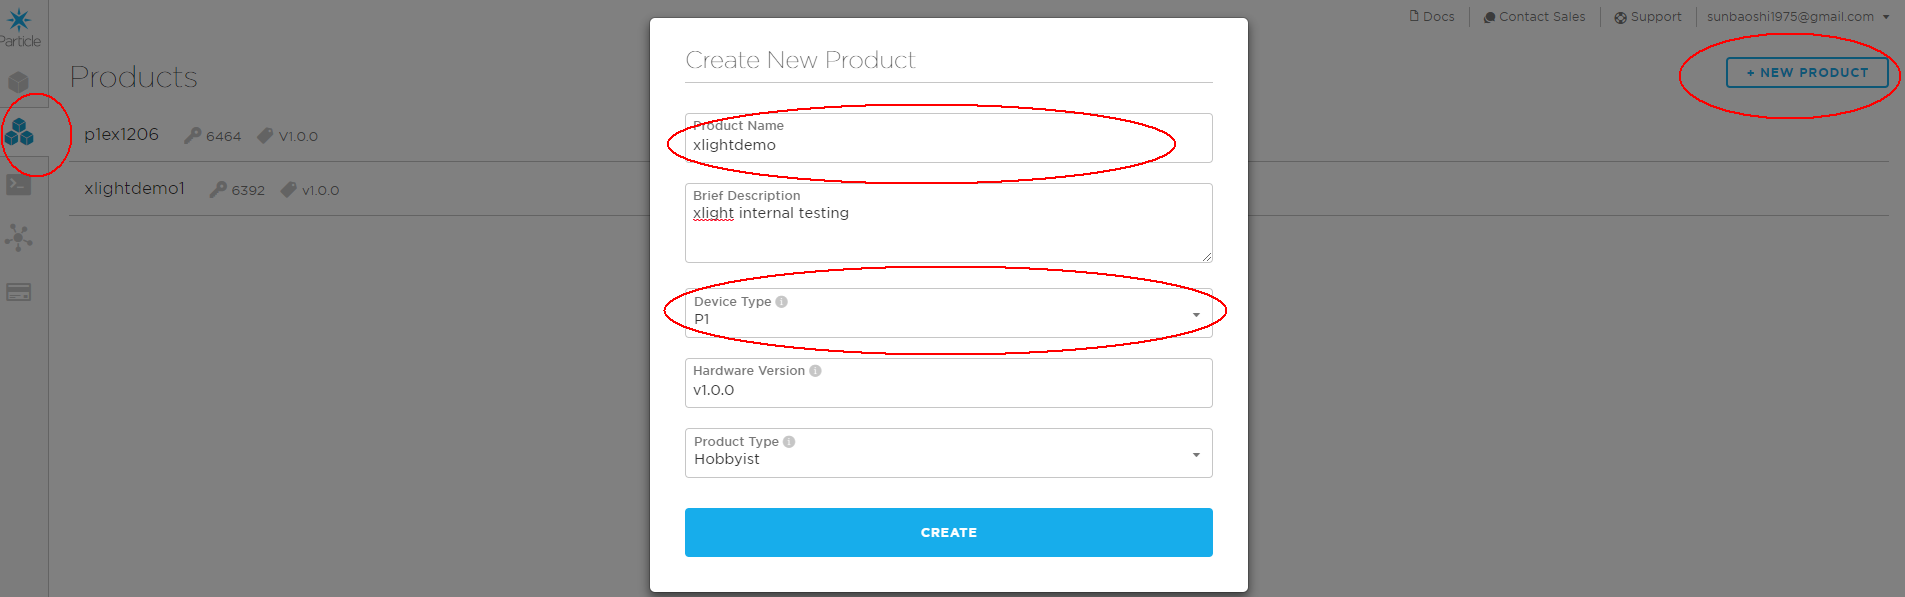 Particle
Docs
Contact Sales
Support
sunbaoshi1975@gmail.com
Products
+ NEW PRODUCT
p1ex1206 6464 V1.0.0
xlightdemo1 6392 v1.0.0
Create New Product
Product Name
xlightdemo
Brief Description
xlight internal testing
Device Type
P1
Hardware Version
v1.0.0
Product Type
Hobbyist
CREATE